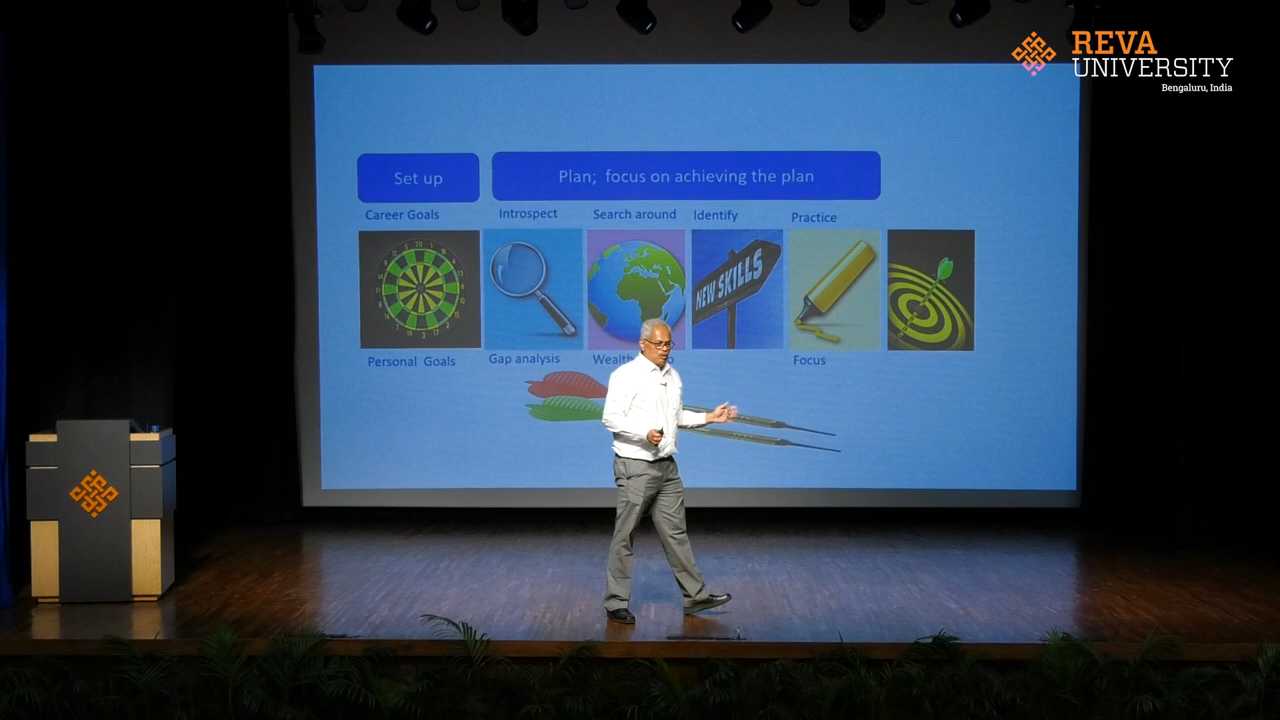 REVA
UNIVERSITY
Bengaluru, India
Set up
Plan; focus on achieving the plan
Career Goals
Introspect
Search around
Identify
Practice
NEW SKILLS
Personal Goals
Gap analysis
Focus